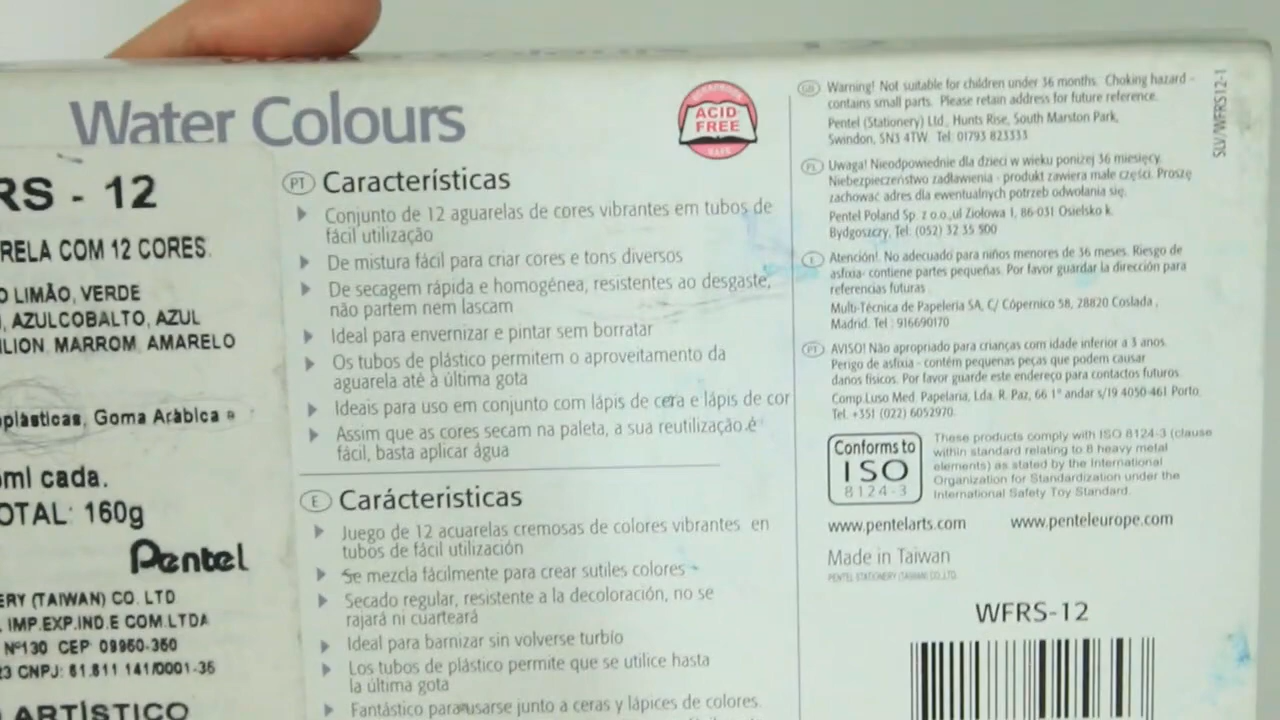 Water Colours
ACID
FREE
RS - 12
RELA COM 12 CORES.
O LIMÃO, VERDE
, AZULCOBALTO, AZUL
ILION MARROM AMARELO
plàsticas, Goma Aràbica
ml cada.
OTAL: 160g
Pentel
ERY (TAIWAN) CO. LTD
IMP.EXP.IND.E COM.LTDA
Nº130 CEP 09950-350
23 CNPJ: 61.611 141/0001-36
ARTÍSTICO
PT Características
Conjunto de 12 aguarelas de cores vibrantes em tubos de
fácil utilização
De mistura fácil para criar cores e tons diversos
De secagem rápida e homogénea, resistentes ao desgaste,
não partem nem lascam
Ideal para envernizar e pintar sem borratar
Os tubos de plástico permitem o aproveitamento da
aguarela até à última gota
Ideais para uso em conjunto com lápis de cera e lápis de cor
Assim que as cores secam na paleta, a sua reutilização é
fácil, basta aplicar água
E Carácteristicas
Juego de 12 acuarelas cremosas de colores vibrantes en
tubos de fácil utilización
Se mezcla fácilmente para crear sutiles colores
Secado regular, resistente a la decoloración, no se
rajará ni cuarteará
Ideal para barnizar sin volverse turbio
Los tubos de plástico permite que se utilice hasta
la última gota
Fantástico para usarse junto a ceras y lápices de colores.
GB Warning! Not suitable for children under 36 months. Choking hazard -
contains small parts. Please retain address for future reference.
Pentel (Stationery) Ltd., Hunts Rise, South Marston Park,
Swindon, SN3 4TW. Tel: 01793 823333
PL Uwaga! Nieodpowiednie dla dzieci w wieku poniżej 36 miesięcy.
Niebezpieczeństwo zadławienia - produkt zawiera małe części. Proszę
zachować adres dla ewentualnych potrzeb odwołania się.
Pentel Poland Sp. z o.o.,ul Ziołowa 1, 86-031 Osielsko k.
Bydgoszczy, Tel: (052) 32 35 500
E Atención!. No adecuado para niños menores de 36 meses. Riesgo de
asfixia- contiene partes pequeñas. Por favor guardar la dirección para
referencias futuras
Multi-Técnica de Papeleria SA, C/ Cópernico 58, 28820 Coslada ,
Madrid. Tel : 916690170
PT AVISO! Não apropriado para crianças com idade inferior a 3 anos.
Perigo de asfixia - contém pequenas peças que podem causar
danos físicos. Por favor guarde este endereço para contactos futuros.
Comp.Luso Med. Papelaria, Lda. R. Paz, 66 1º andar s/19 4050-461 Porto.
Tel. +351 (022) 6052970.
Conforms to
ISO
8124-3
These products comply with ISO 8124-3 (clause
within standard relating to 8 heavy metal
elements) as stated by the International
Organization for Standardization under the
International Safety Toy Standard.
www.pentelarts.com www.penteleurope.com
Made in Taiwan
PENTEL STATIONERY (TAIWAN) CO.,LTD.
WFRS-12
SLV/WFRS12-1